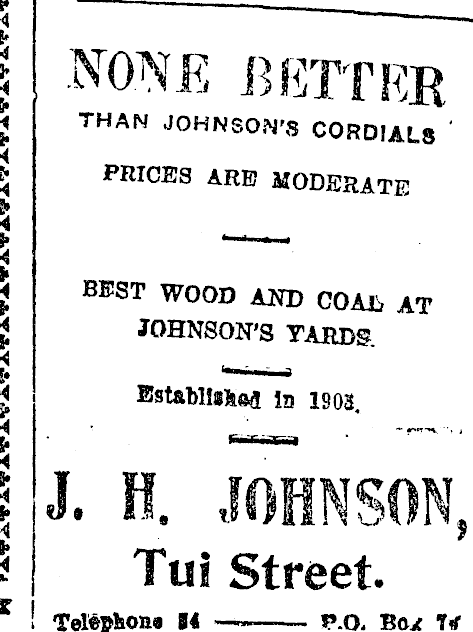 NONE BETTER
THAN JOHNSON'S CORDIALS
PRICES ARE MODERATE
BEST WOOD AND COAL AT
JOHNSON'S YARDS.
Established in
J. H. JOHNSON,
Tui Street.
Telephone
P.O. Box